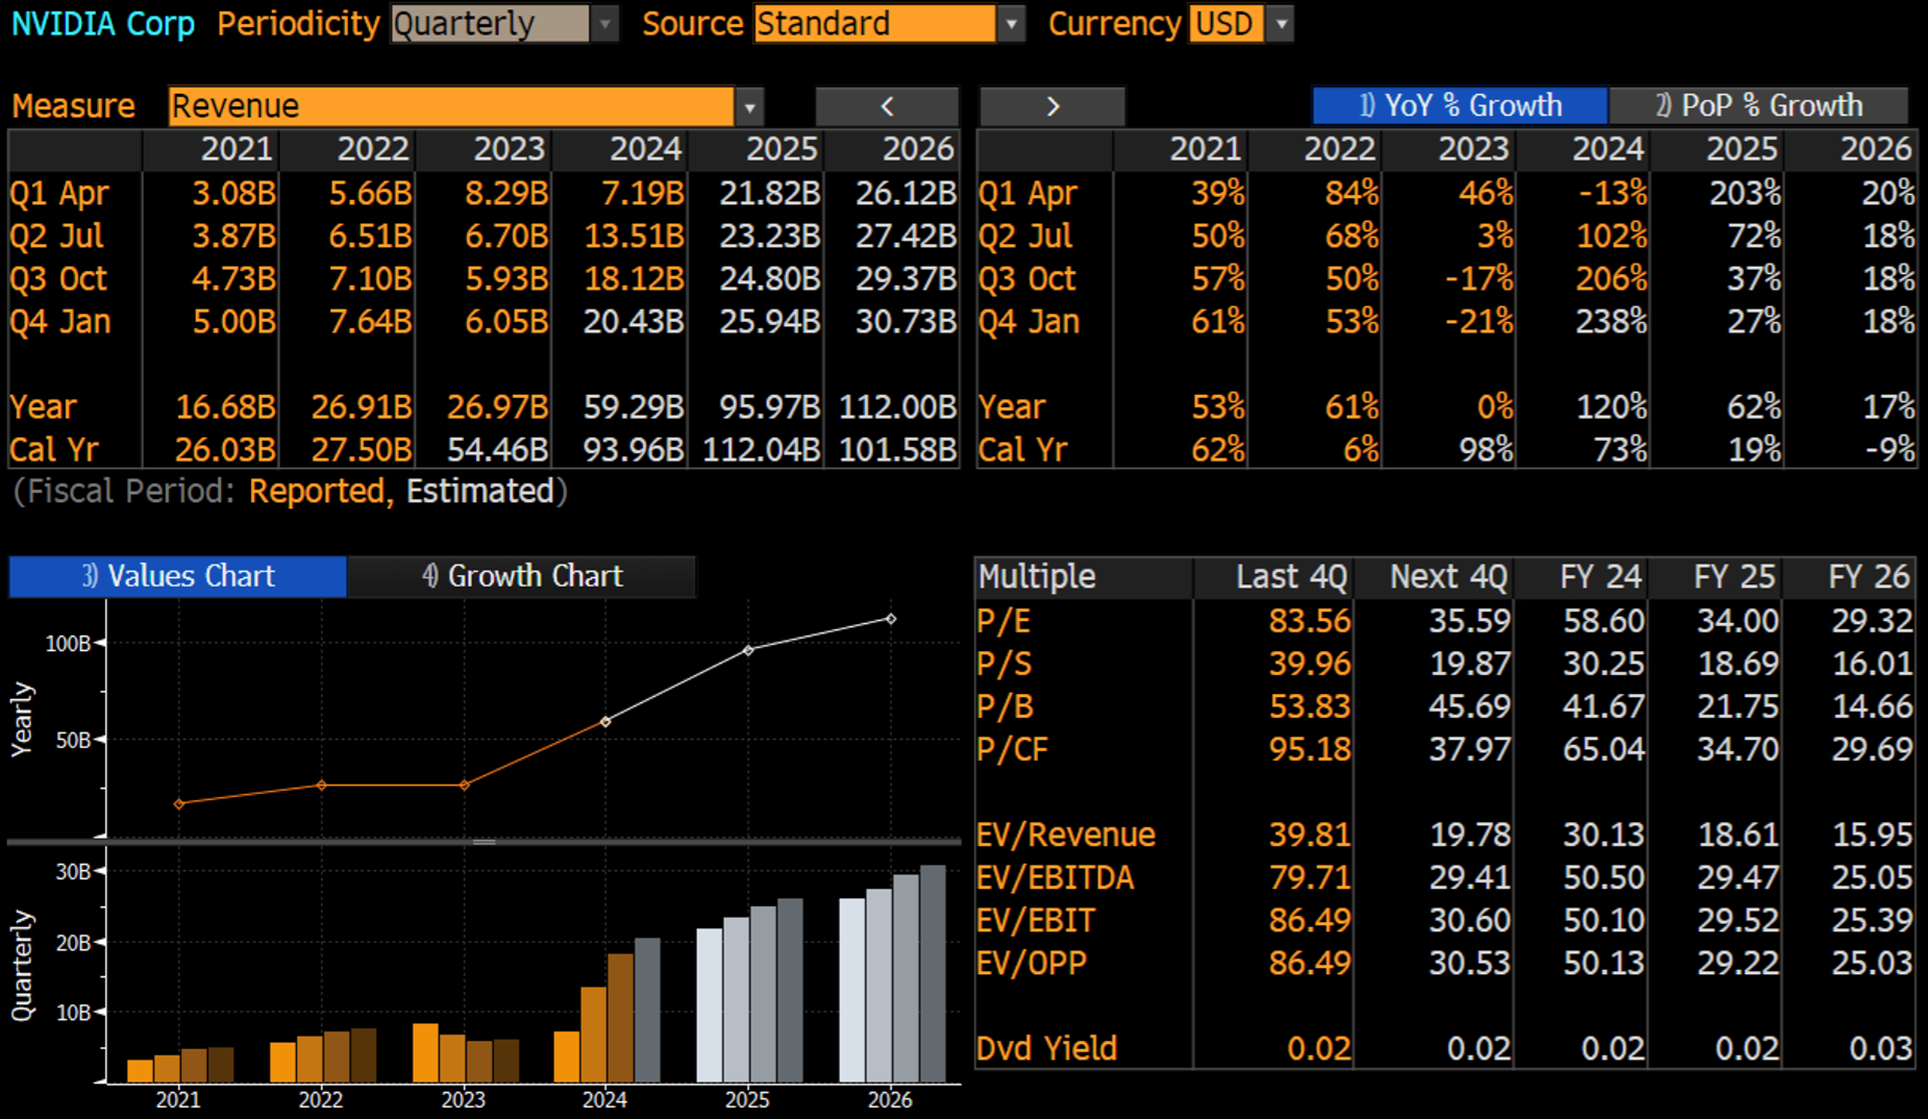 NVIDIA Corp Periodicity Quarterly Source Standard Currency USD
Measure Revenue < > 1) YoY % Growth 2) PoP % Growth
2021 2022 2023 2024 2025 2026
Q1 Apr 3.08B 5.66B 8.29B 7.19B 21.82B 26.12B
Q2 Jul 3.87B 6.51B 6.70B 13.51B 23.23B 27.42B
Q3 Oct 4.73B 7.10B 5.93B 18.12B 24.80B 29.37B
Q4 Jan 5.00B 7.64B 6.05B 20.43B 25.94B 30.73B
Year 16.68B 26.91B 26.97B 59.29B 95.97B 112.00B
Cal Yr 26.03B 27.50B 54.46B 93.96B 112.04B 101.58B
2021 2022 2023 2024 2025 2026
Q1 Apr 39% 84% 46% -13% 203% 20%
Q2 Jul 50% 68% 3% 102% 72% 18%
Q3 Oct 57% 50% -17% 206% 37% 18%
Q4 Jan 61% 53% -21% 238% 27% 18%
Year 53% 61% 0% 120% 62% 17%
Cal Yr 62% 6% 98% 73% 19% -9%
(Fiscal Period: Reported, Estimated)
3) Values Chart 4) Growth Chart
Yearly
100B
50B
Quarterly
30B
20B
10B
2021 2022 2023 2024 2025 2026
Multiple Last 4Q Next 4Q FY 24 FY 25 FY 26
P/E 83.56 35.59 58.60 34.00 29.32
P/S 39.96 19.87 30.25 18.69 16.01
P/B 53.83 45.69 41.67 21.75 14.66
P/CF 95.18 37.97 65.04 34.70 29.69
EV/Revenue 39.81 19.78 30.13 18.61 15.95
EV/EBITDA 79.71 29.41 50.50 29.47 25.05
EV/EBIT 86.49 30.60 50.10 29.52 25.39
EV/OPP 86.49 30.53 50.13 29.22 25.03
Dvd Yield 0.02 0.02 0.02 0.02 0.03